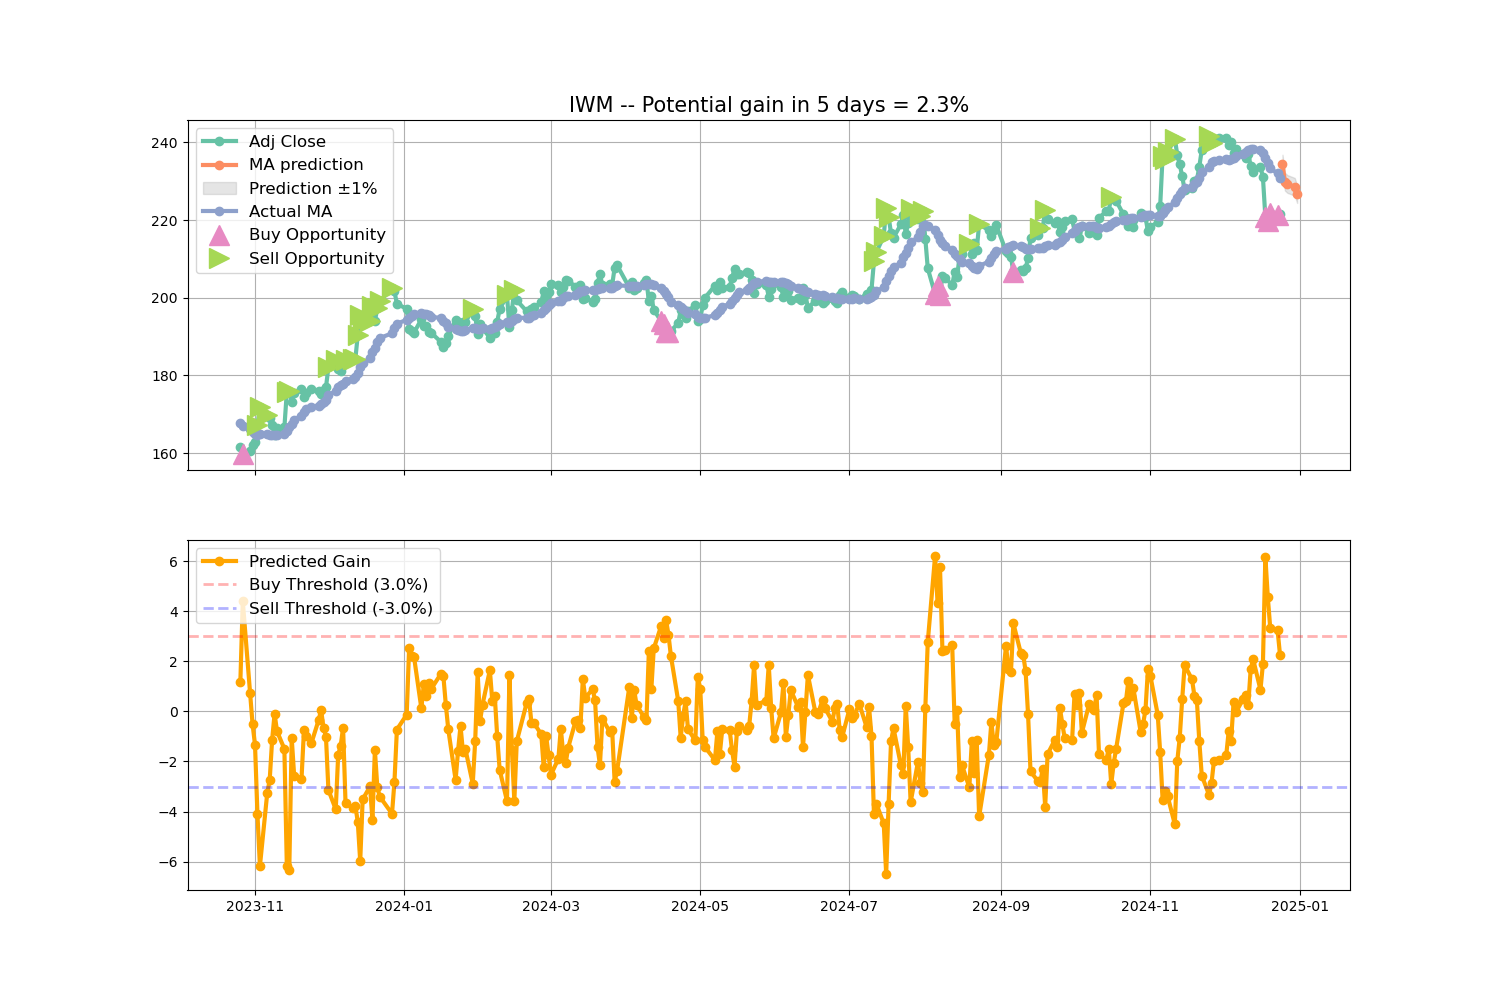 IWM -- Potential gain in 5 days = 2.3%
240
220
200
180
160
Adj Close
MA prediction
Prediction ±1%
Actual MA
Buy Opportunity
Sell Opportunity
6
4
2
0
−2
−4
−6
Predicted Gain
Buy Threshold (3.0%)
Sell Threshold (-3.0%)
2023-11
2024-01
2024-03
2024-05
2024-07
2024-09
2024-11
2025-01